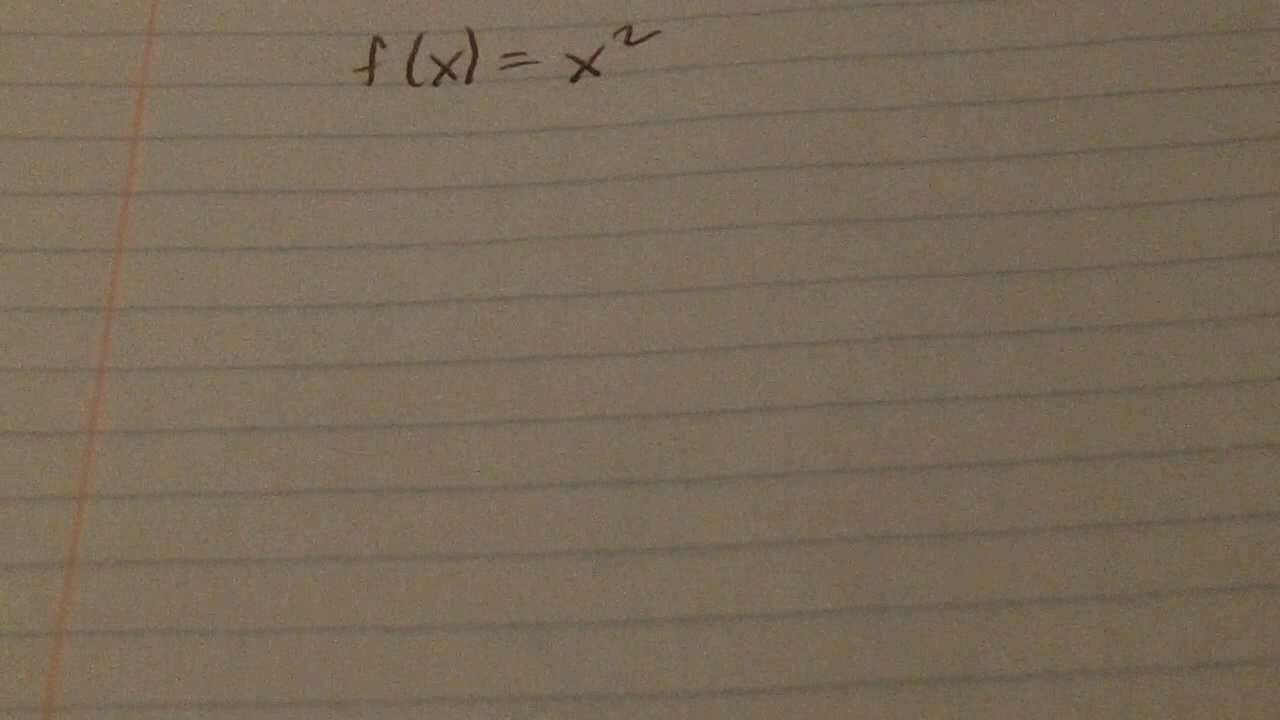 f(x) = x²